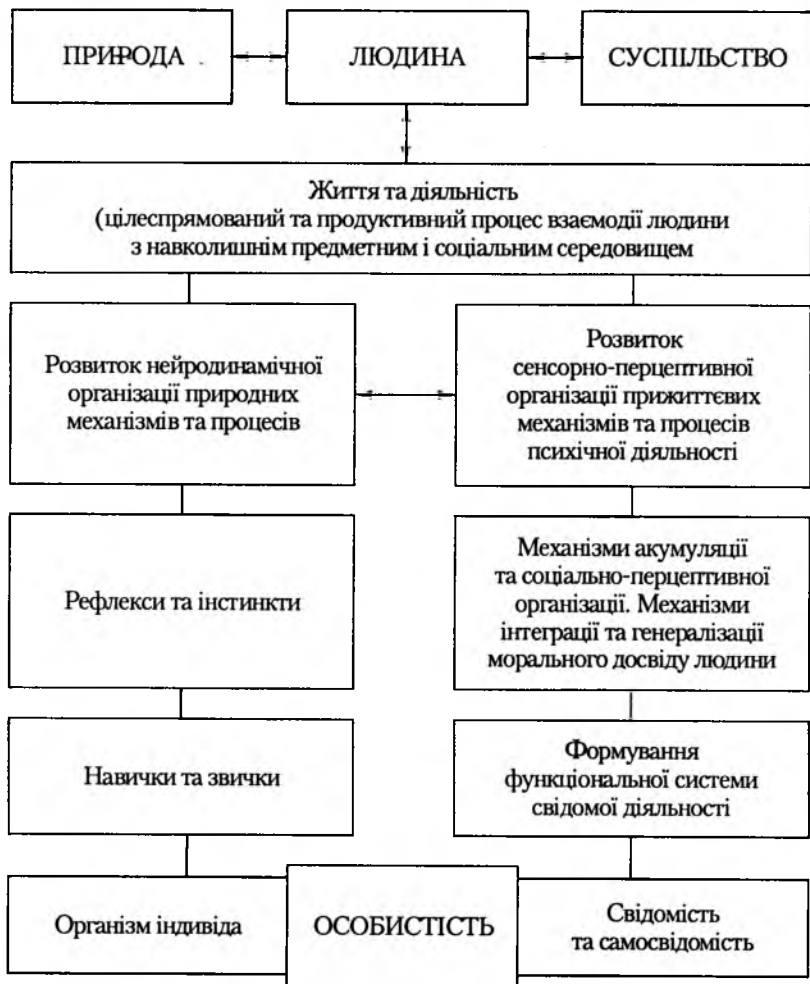 ПРИРОДА
ЛЮДИНА
СУСПІЛЬСТВО
Життя та діяльність
(цілеспрямований та продуктивний процес взаємодії людини
з навколишнім предметним і соціальним середовищем
Розвиток нейродинамічної
організації природних
механізмів та процесів
Розвиток
сенсорно-перцептивної
організації прижиттєвих
механізмів та процесів
психічної діяльності
Рефлекси та інстинкти
Механізми акумуляції
та соціально-перцептивної
організації. Механізми
інтеграції та генералізації
морального досвіду людини
Навички та звички
Формування
функціональної системи
свідомої діяльності
Організм індивіда
ОСОБИСТІСТЬ
Свідомість
та самосвідомість